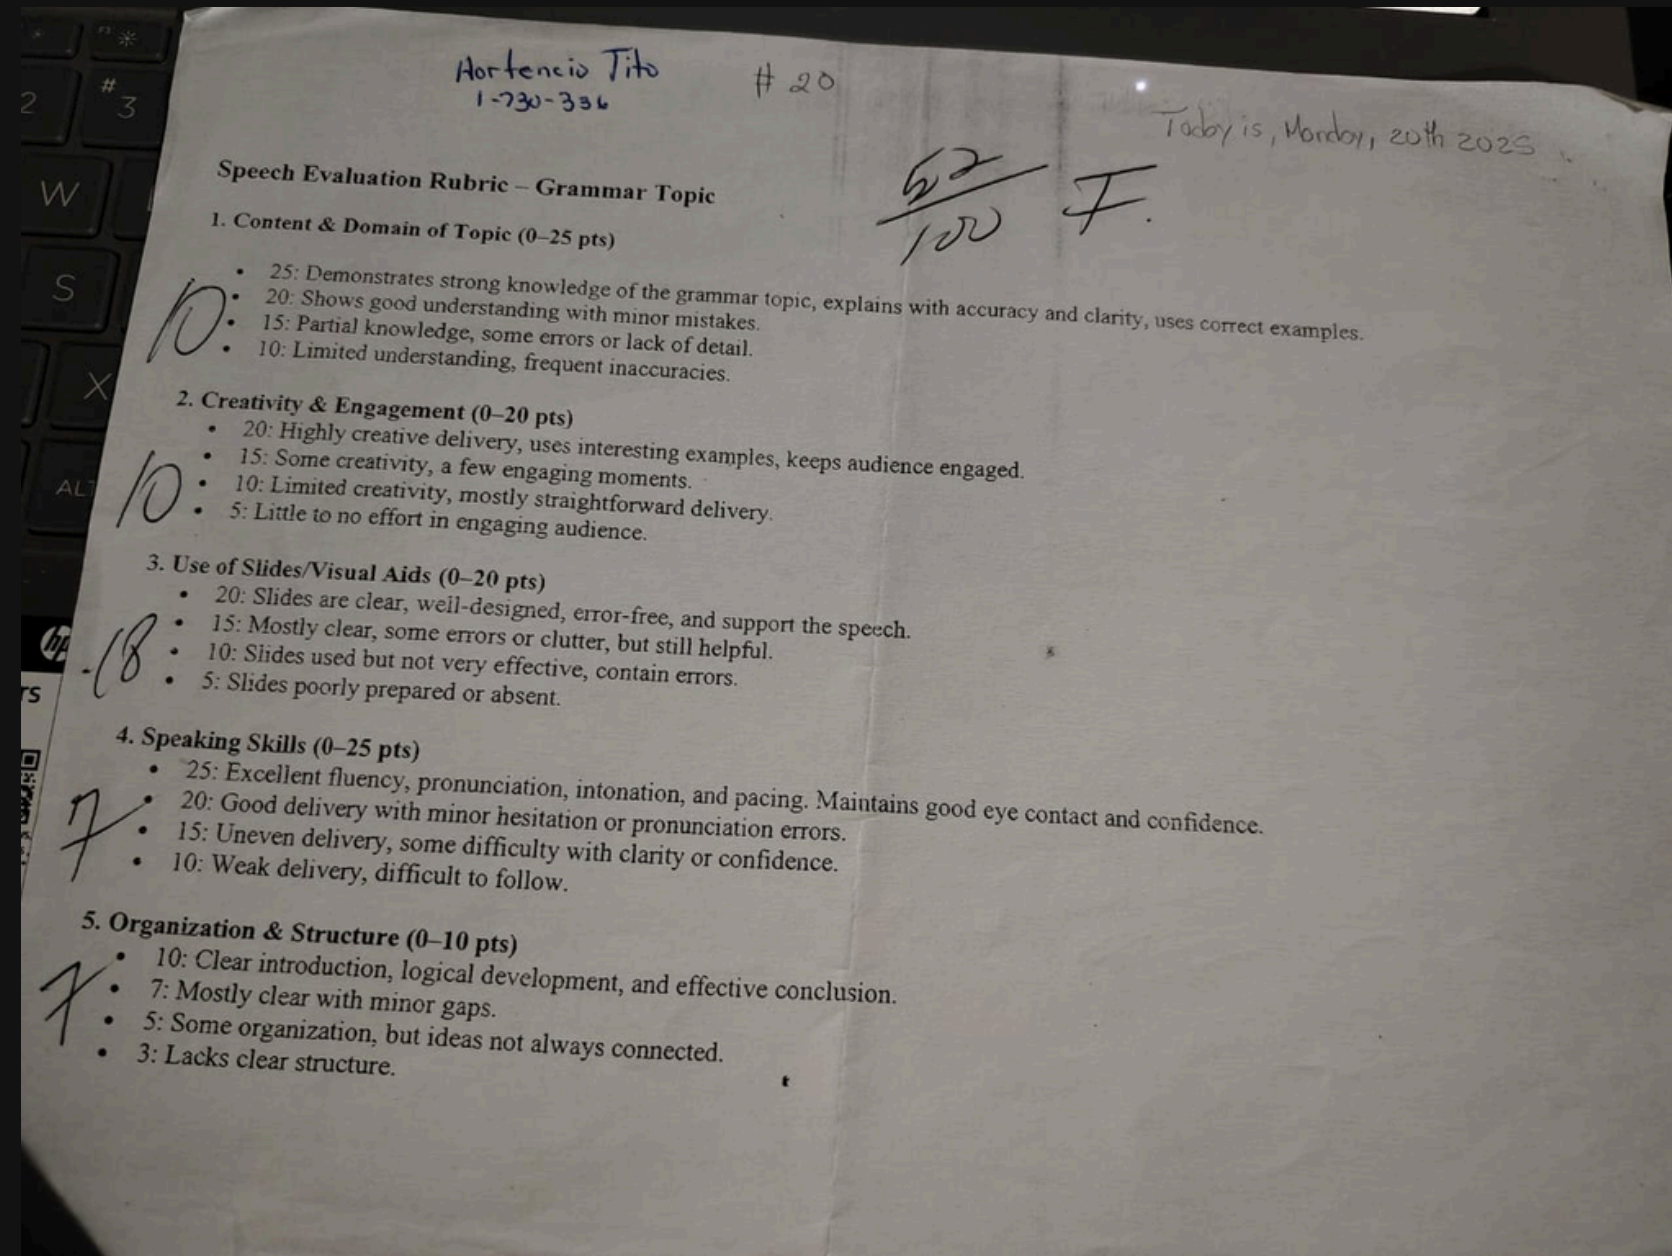 Hortencio Tito
# 20
1-730-336
Today is, Monday, 20th 2025
52
100
F.
Speech Evaluation Rubric – Grammar Topic
1. Content & Domain of Topic (0–25 pts)
• 25: Demonstrates strong knowledge of the grammar topic, explains with accuracy and clarity, uses correct examples.
• 20: Shows good understanding with minor mistakes.
• 15: Partial knowledge, some errors or lack of detail.
• 10: Limited understanding, frequent inaccuracies.
10
2. Creativity & Engagement (0–20 pts)
• 20: Highly creative delivery, uses interesting examples, keeps audience engaged.
• 15: Some creativity, a few engaging moments.
• 10: Limited creativity, mostly straightforward delivery.
• 5: Little to no effort in engaging audience.
10
3. Use of Slides/Visual Aids (0–20 pts)
• 20: Slides are clear, well-designed, error-free, and support the speech.
• 15: Mostly clear, some errors or clutter, but still helpful.
• 10: Slides used but not very effective, contain errors.
• 5: Slides poorly prepared or absent.
-18
4. Speaking Skills (0–25 pts)
• 25: Excellent fluency, pronunciation, intonation, and pacing. Maintains good eye contact and confidence.
• 20: Good delivery with minor hesitation or pronunciation errors.
• 15: Uneven delivery, some difficulty with clarity or confidence.
• 10: Weak delivery, difficult to follow.
7
5. Organization & Structure (0–10 pts)
• 10: Clear introduction, logical development, and effective conclusion.
• 7: Mostly clear with minor gaps.
• 5: Some organization, but ideas not always connected.
• 3: Lacks clear structure.
7
2
# 3
W
S
X
ALT
hp
rs